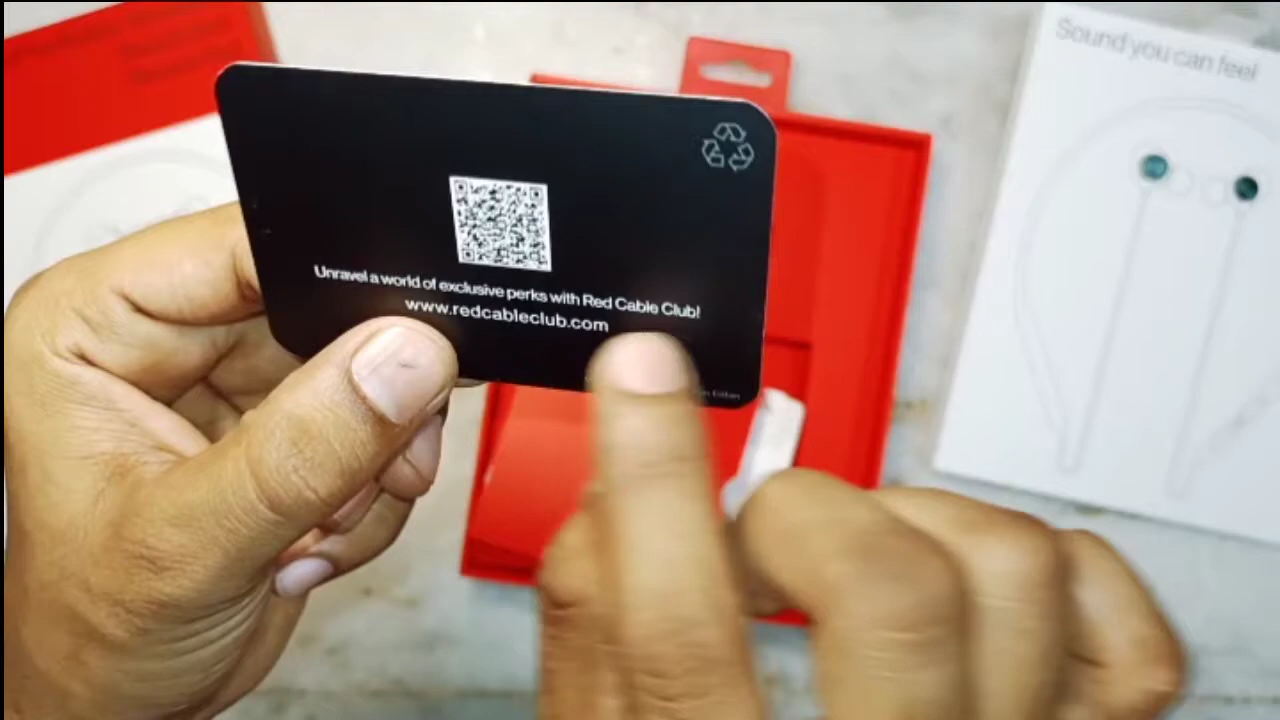 Sound you can feel
Unravel a world of exclusive perks with Red Cable Club!
www.redcableclub.com